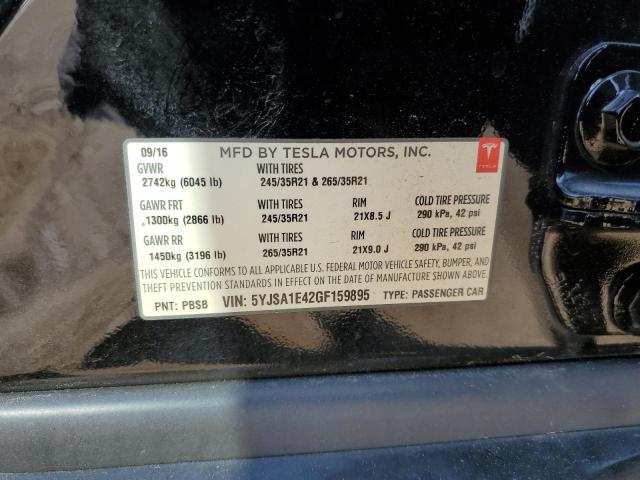 09/16 MFD BY TESLA MOTORS, INC.
GVWR WITH TIRES
2742kg (6045 lb) 245/35R21 & 265/35R21
GAWR FRT WITH TIRES RIM COLD TIRE PRESSURE
1300kg (2866 lb) 245/35R21 21X8.5 J 290 kPa, 42 psi
GAWR RR WITH TIRES RIM COLD TIRE PRESSURE
1450kg (3196 lb) 265/35R21 21X9.0 J 290 kPa, 42 psi
THIS VEHICLE CONFORMS TO ALL APPLICABLE U.S. FEDERAL MOTOR VEHICLE SAFETY, BUMPER, AND
THEFT PREVENTION STANDARDS IN EFFECT ON THE DATE OF MANUFACTURE SHOWN ABOVE.
PNT: PBSB VIN: 5YJSA1E42GF159895 TYPE: PASSENGER CAR
TESLA